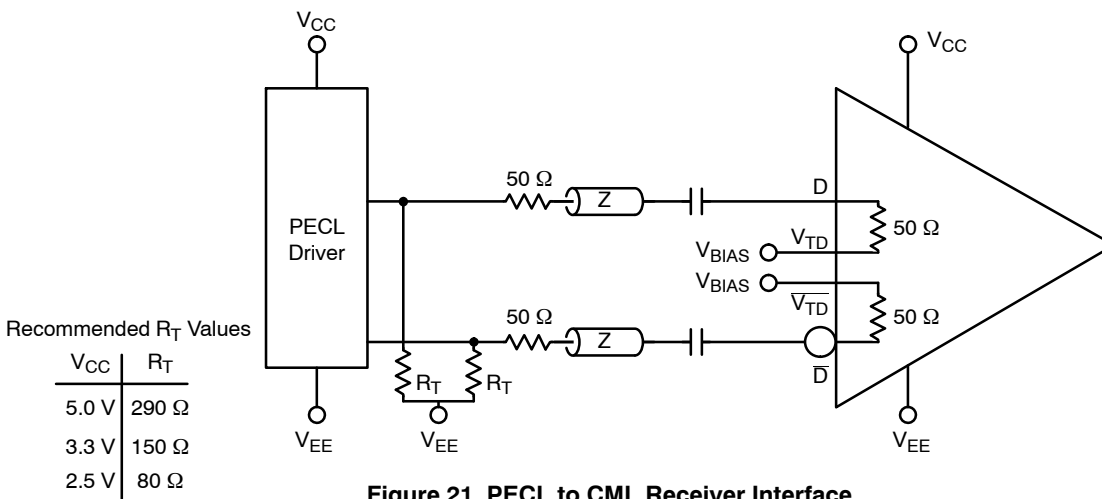 V_CC
V_CC
50 Ω
Z
D
PECL
Driver
V_BIAS
V_TD
50 Ω
V_BIAS
V̅_T̅D̅
50 Ω
50 Ω
Z
D̅
R_T
R_T
V_EE
V_EE
V_EE
Recommended R_T Values
V_CC R_T
5.0 V 290 Ω
3.3 V 150 Ω
2.5 V 80 Ω
Figure 21. PECL to CML Receiver Interface